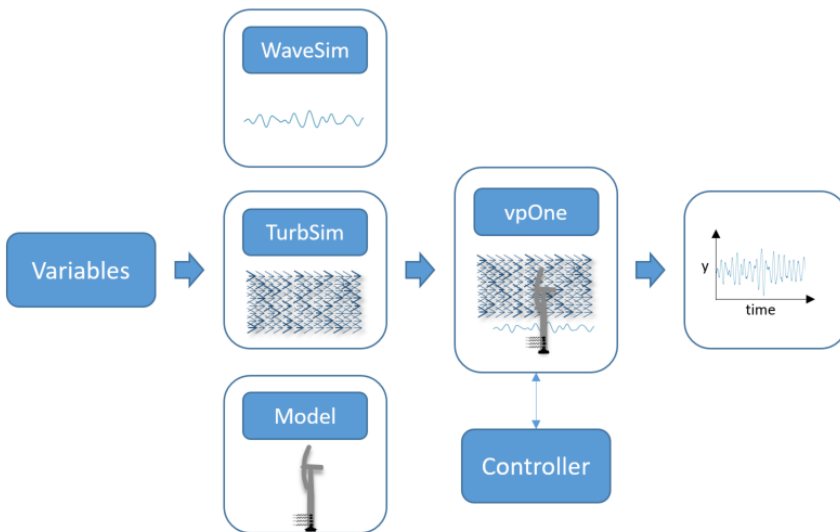 WaveSim
Variables
TurbSim
Model
vpOne
Controller
y
time